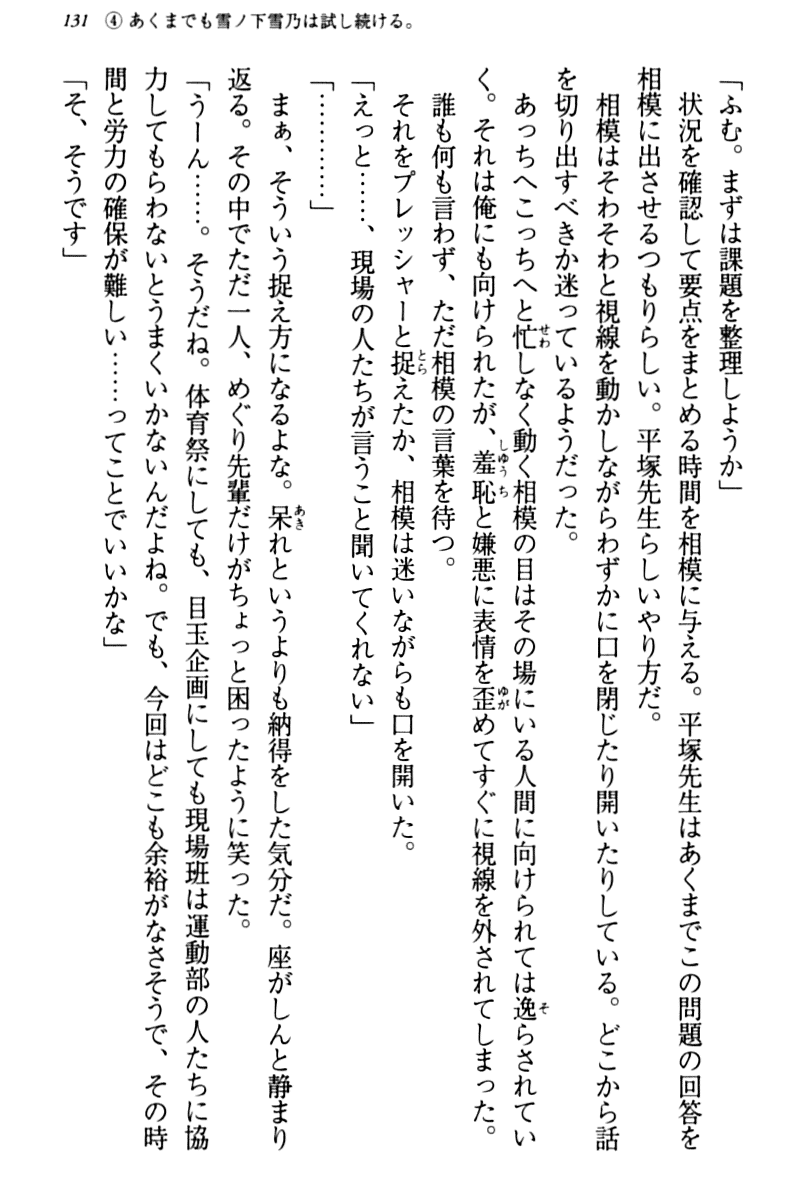 131 ④ あくまでも雪ノ下雪乃は試し続ける。
「ふむ。まずは課題を整理しようか」
　状況を確認して要点をまとめる時間を相模に与える。平塚先生はあくまでこの問題の回答を
相模に出させるつもりらしい。平塚先生らしいやり方だ。
　相模はそわそわと視線を動かしながらわずかに口を閉じたり開いたりしている。どこから話
を切り出すべきか迷っているようだった。
　あっちへこっちへと忙しなく動く相模の目はその場にいる人間に向けられては逸らされてい
く。それは俺にも向けられたが、羞恥と嫌悪に表情を歪めてすぐに視線を外されてしまった。
　誰も何も言わず、ただ相模の言葉を待つ。
　それをプレッシャーと捉えたか、相模は迷いながらも口を開いた。
「えっと……、現場の人たちが言うこと聞いてくれない」
「…………」
　まぁ、そういう捉え方になるよな。呆れというよりも納得をした気分だ。座がしんと静まり
返る。その中でただ一人、めぐり先輩だけがちょっと困ったように笑った。
「うーん……。そうだね。体育祭にしても、目玉企画にしても現場班は運動部の人たちに協
力してもらわないとうまくいかないんだよね。でも、今回はどこも余裕がなさそうで、その時
間と労力の確保が難しい……ってことでいいかな」
「そ、そうです」